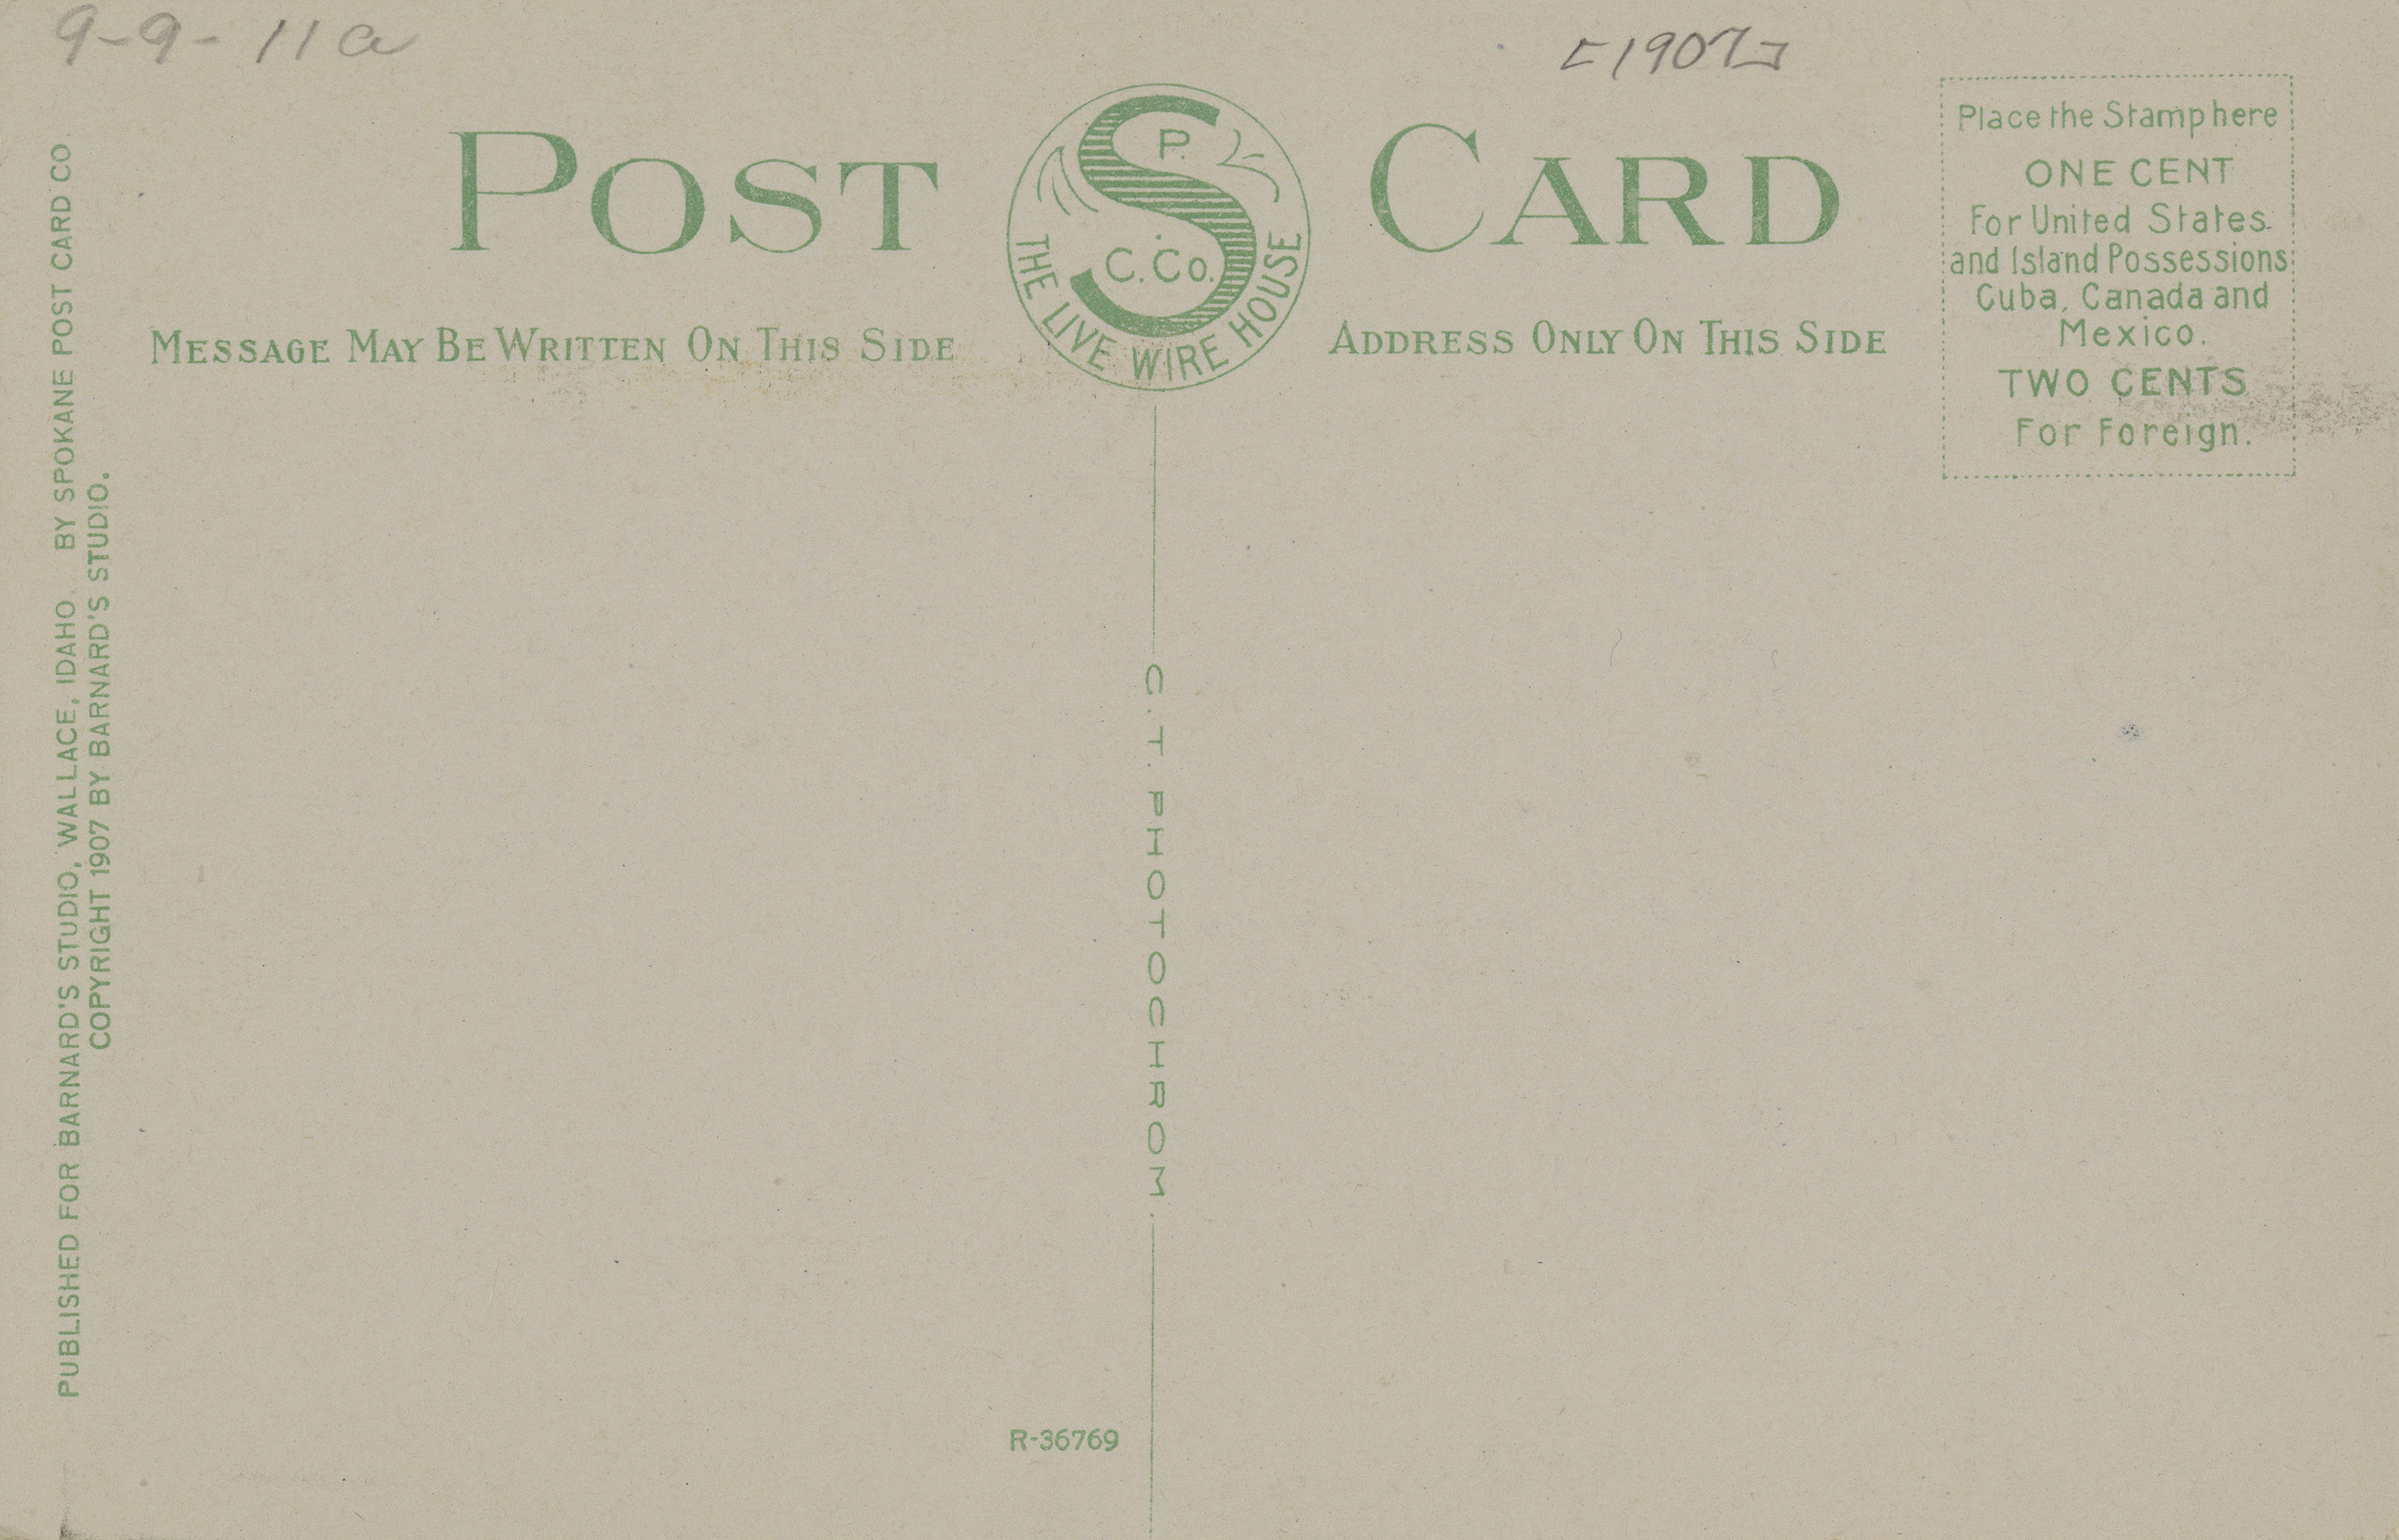 9-9-11a
[1907]
POST CARD
S P. C. Co.
THE LIVE WIRE HOUSE
MESSAGE MAY BE WRITTEN ON THIS SIDE
ADDRESS ONLY ON THIS SIDE
Place the Stamp here
ONE CENT
For United States
and Island Possessions
Cuba, Canada and
Mexico.
TWO CENTS
For Foreign.
PUBLISHED FOR BARNARD'S STUDIO, WALLACE, IDAHO. BY SPOKANE POST CARD CO.
COPYRIGHT 1907 BY BARNARD'S STUDIO.
C. T. PHOTOCHROM.
R-36769